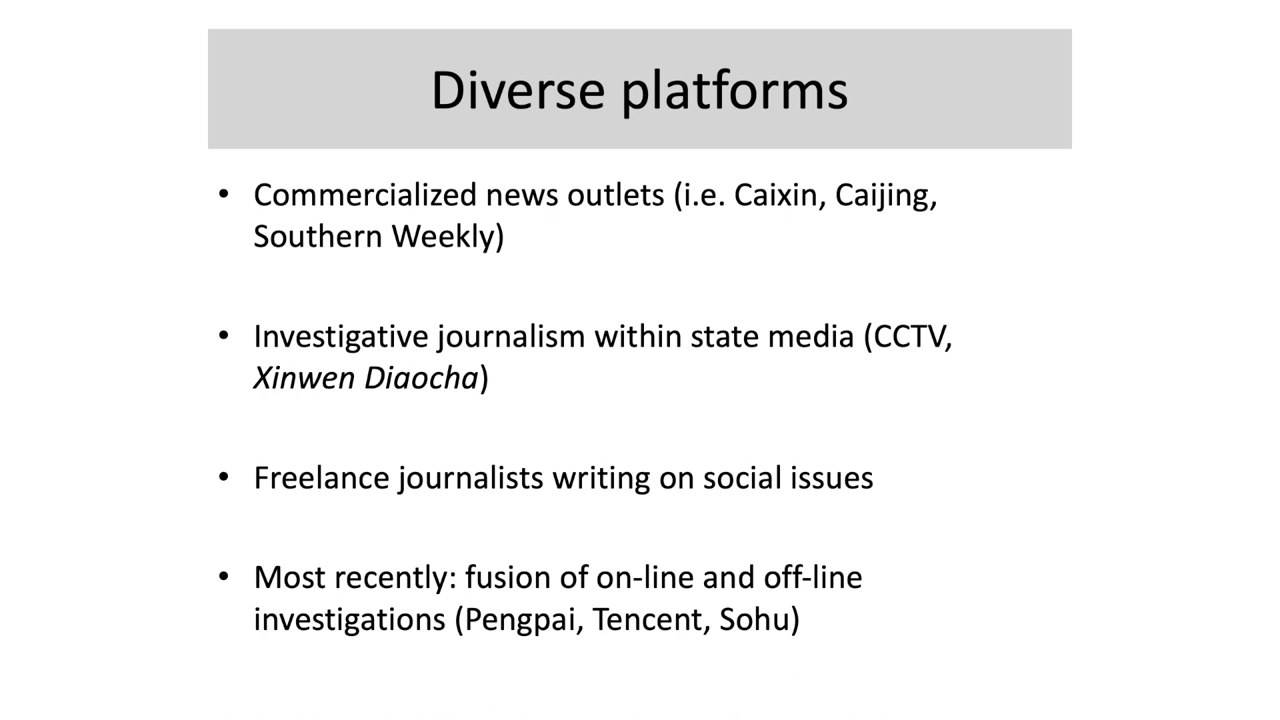 Diverse platforms
• Commercialized news outlets (i.e. Caixin, Caijing,
Southern Weekly)
• Investigative journalism within state media (CCTV,
Xinwen Diaocha)
• Freelance journalists writing on social issues
• Most recently: fusion of on-line and off-line
investigations (Pengpai, Tencent, Sohu)